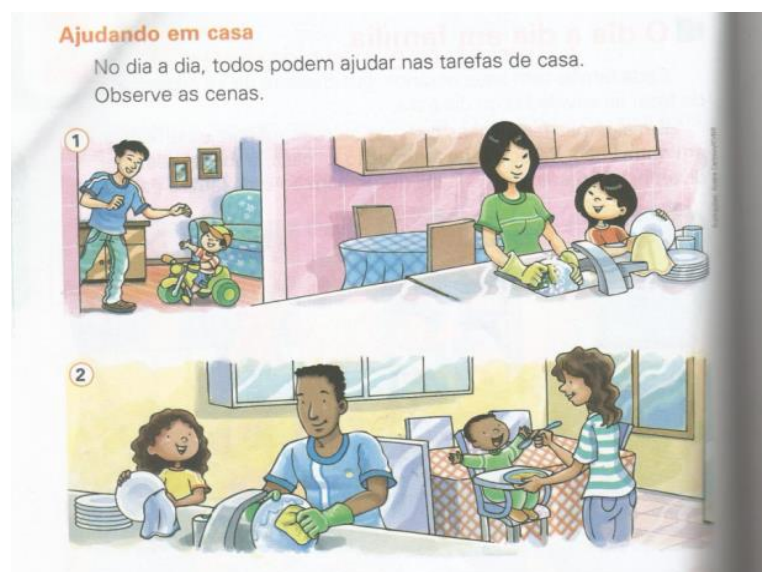 Ajudando em casa
No dia a dia, todos podem ajudar nas tarefas de casa.
Observe as cenas.
1
2